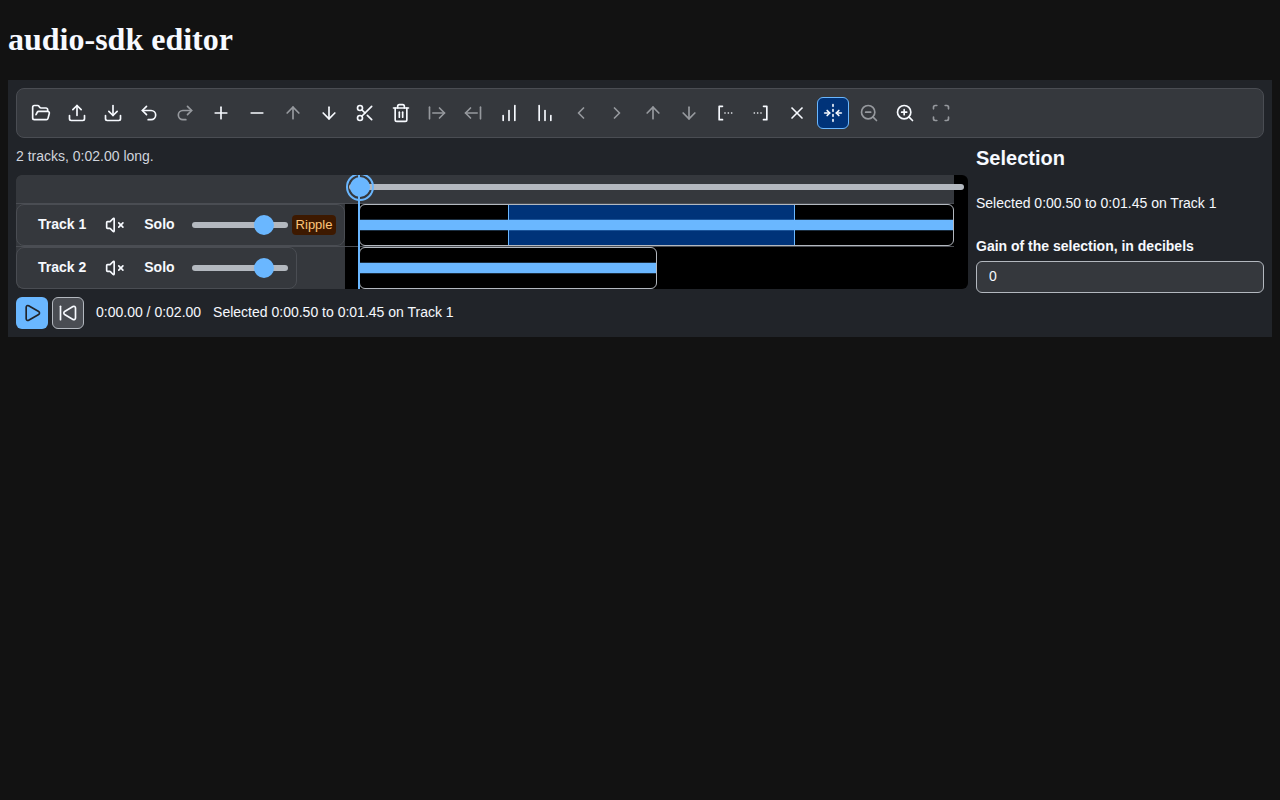 audio-sdk editor
2 tracks, 0:02.00 long.
Selection
Selected 0:00.50 to 0:01.45 on Track 1
Track 1 Solo Ripple
Gain of the selection, in decibels
0
Track 2 Solo
0:00.00 / 0:02.00 Selected 0:00.50 to 0:01.45 on Track 1